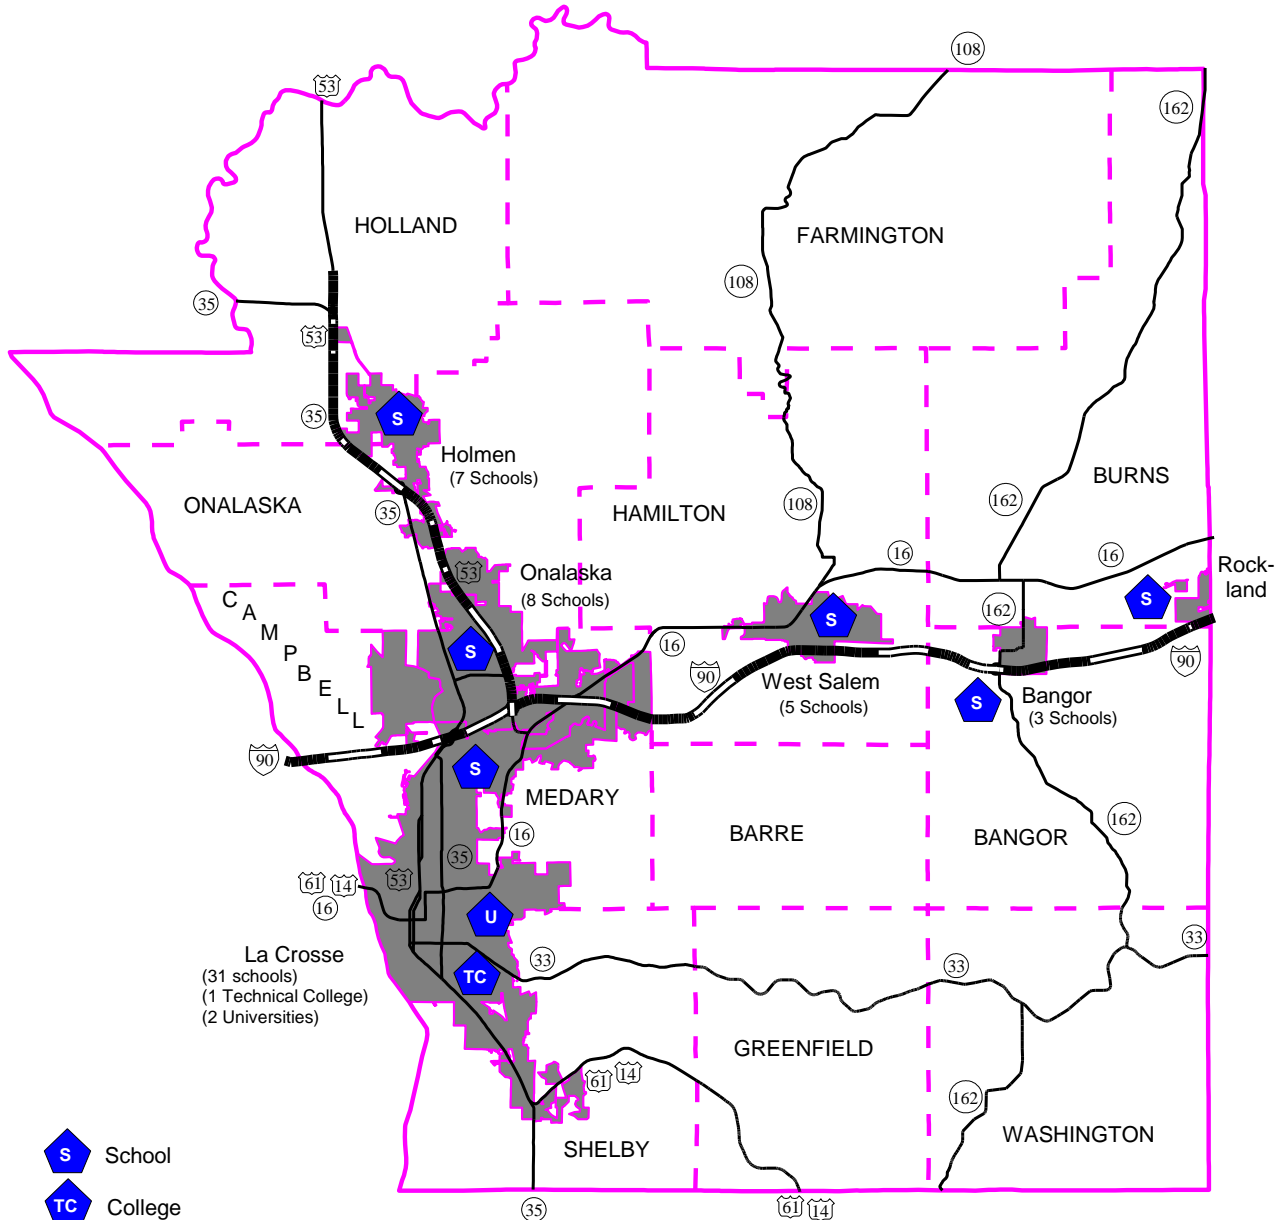 108
53
162
HOLLAND
FARMINGTON
108
35
53
35
S
Holmen
(7 Schools)
BURNS
ONALASKA
35
HAMILTON
108
162
16
16
Rock-
land
53
Onalaska
(8 Schools)
S
C
A
M
P
B
E
L
L
162
S
S
16
90
90
West Salem
(5 Schools)
S
Bangor
(3 Schools)
90
S
MEDARY
16
BARRE
BANGOR
162
35
53
61
14
16
U
La Crosse
(31 schools)
(1 Technical College)
(2 Universities)
TC
33
33
33
GREENFIELD
61
14
162
SHELBY
WASHINGTON
S
School
TC
College
35
61
14